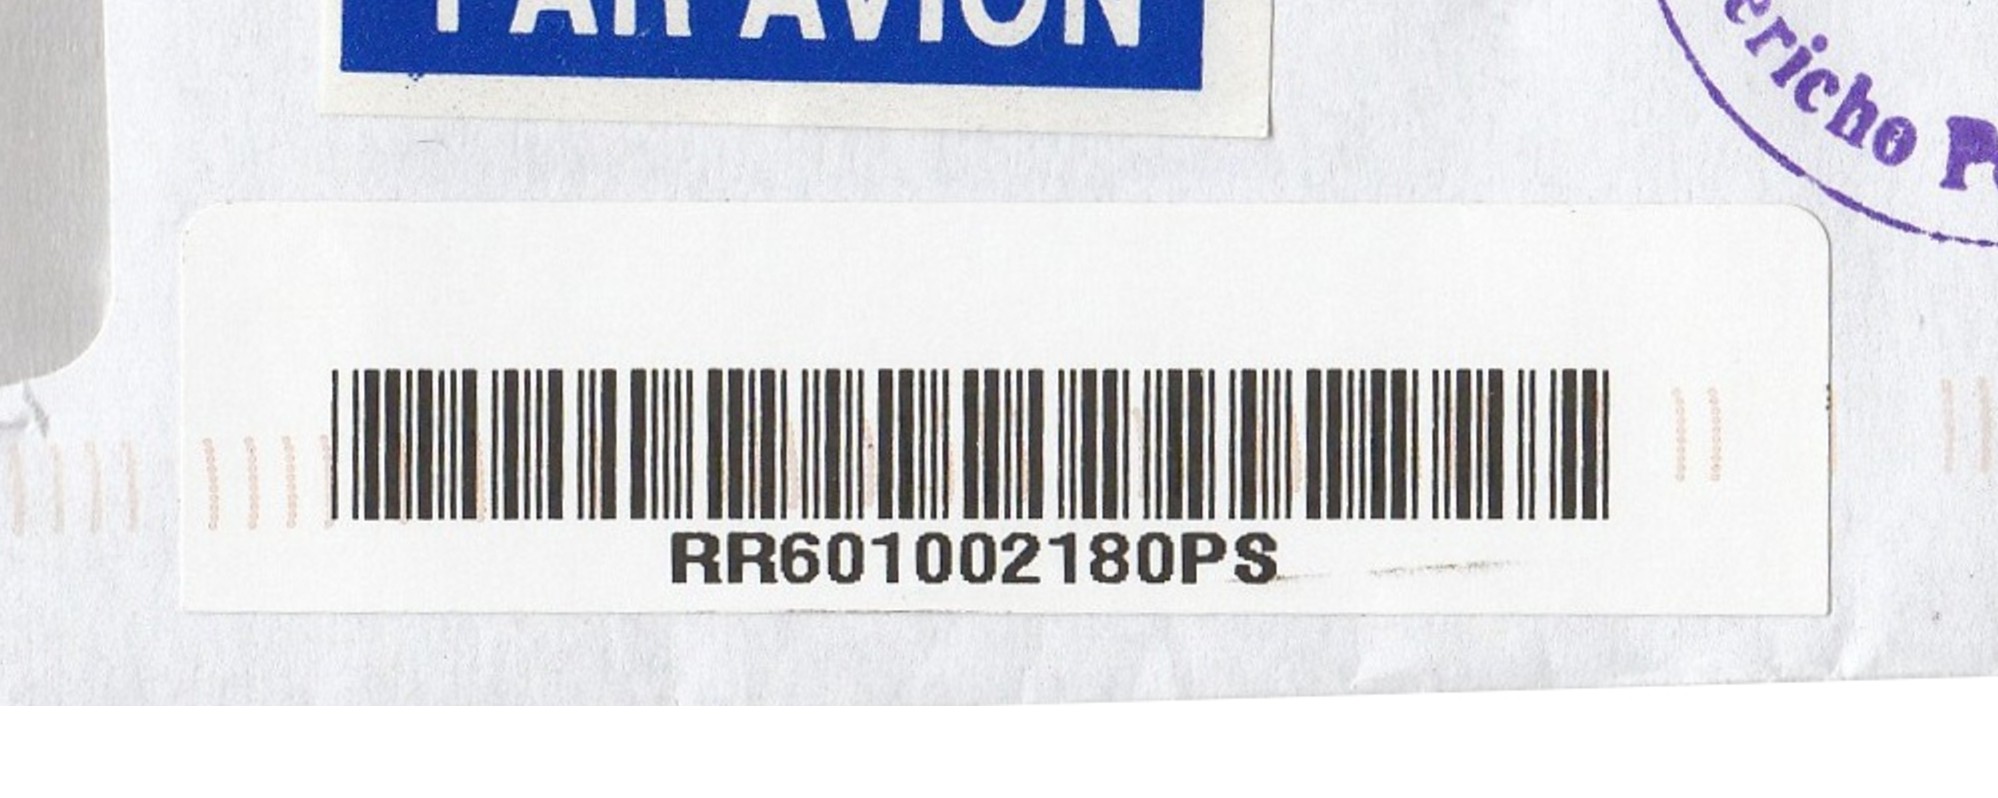 PAR AVION
ericho P
RR601002180PS